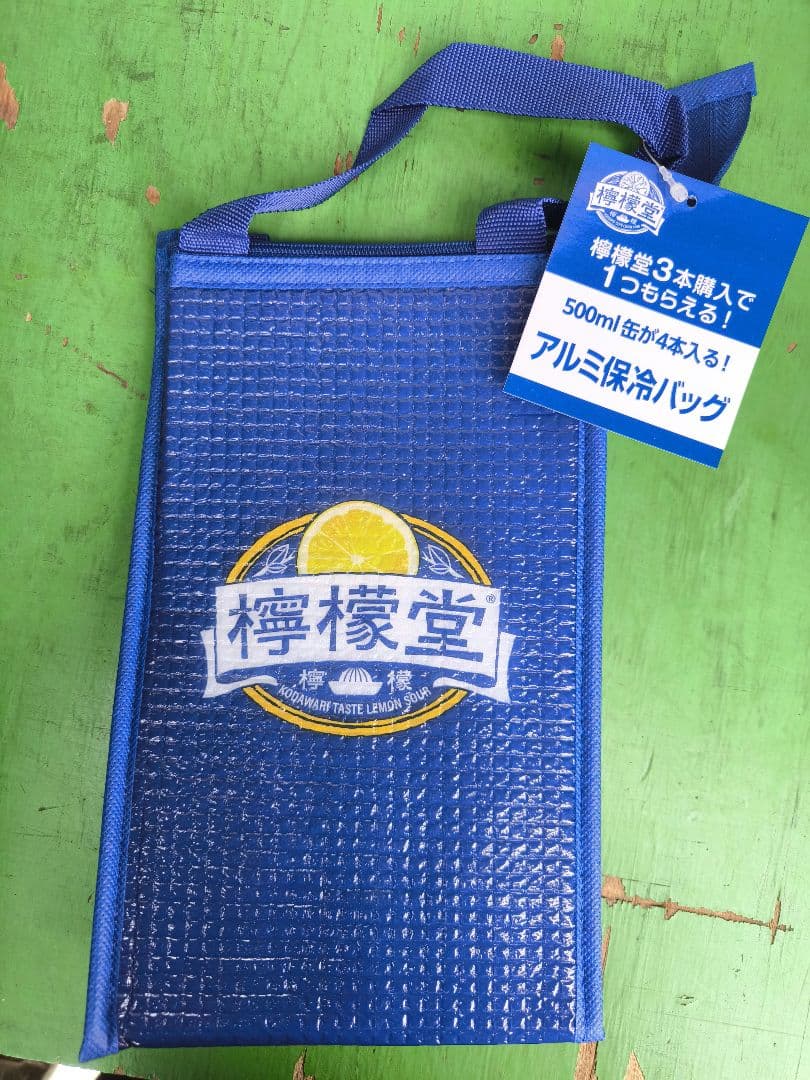 檸檬堂
檸檬
檸檬堂3本購入で
1つもらえる!
500ml缶が4本入る!
アルミ保冷バッグ
檸檬堂®
檸檬
KODAWARI TASTE LEMON SOUR